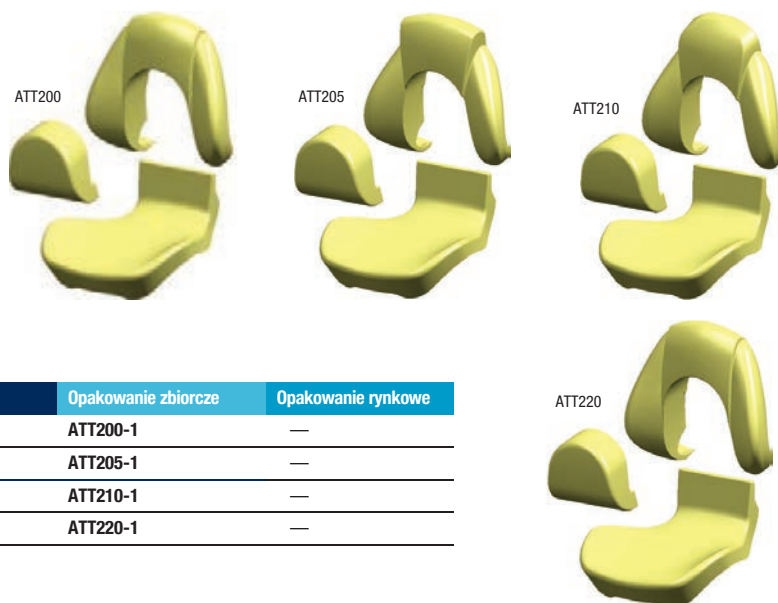 ATT200
ATT205
ATT210
ATT220
Opakowanie zbiorcze Opakowanie rynkowe
ATT200-1 —
ATT205-1 —
ATT210-1 —
ATT220-1 —